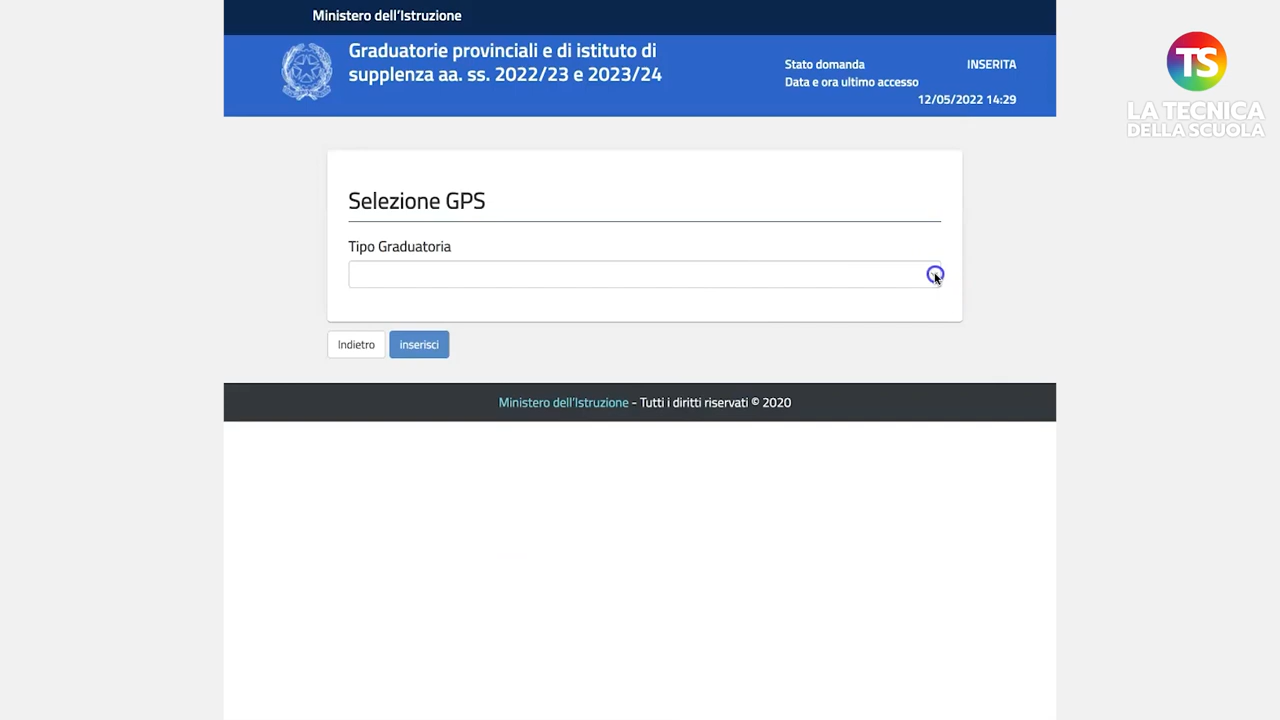 Ministero dell'Istruzione
Graduatorie provinciali e di istituto di
supplenza aa. ss. 2022/23 e 2023/24
Stato domanda INSERITA
Data e ora ultimo accesso
12/05/2022 14:29
TS
LA TECNICA
DELLA SCUOLA
Selezione GPS
Tipo Graduatoria
Indietro inserisci
Ministero dell'Istruzione - Tutti i diritti riservati © 2020